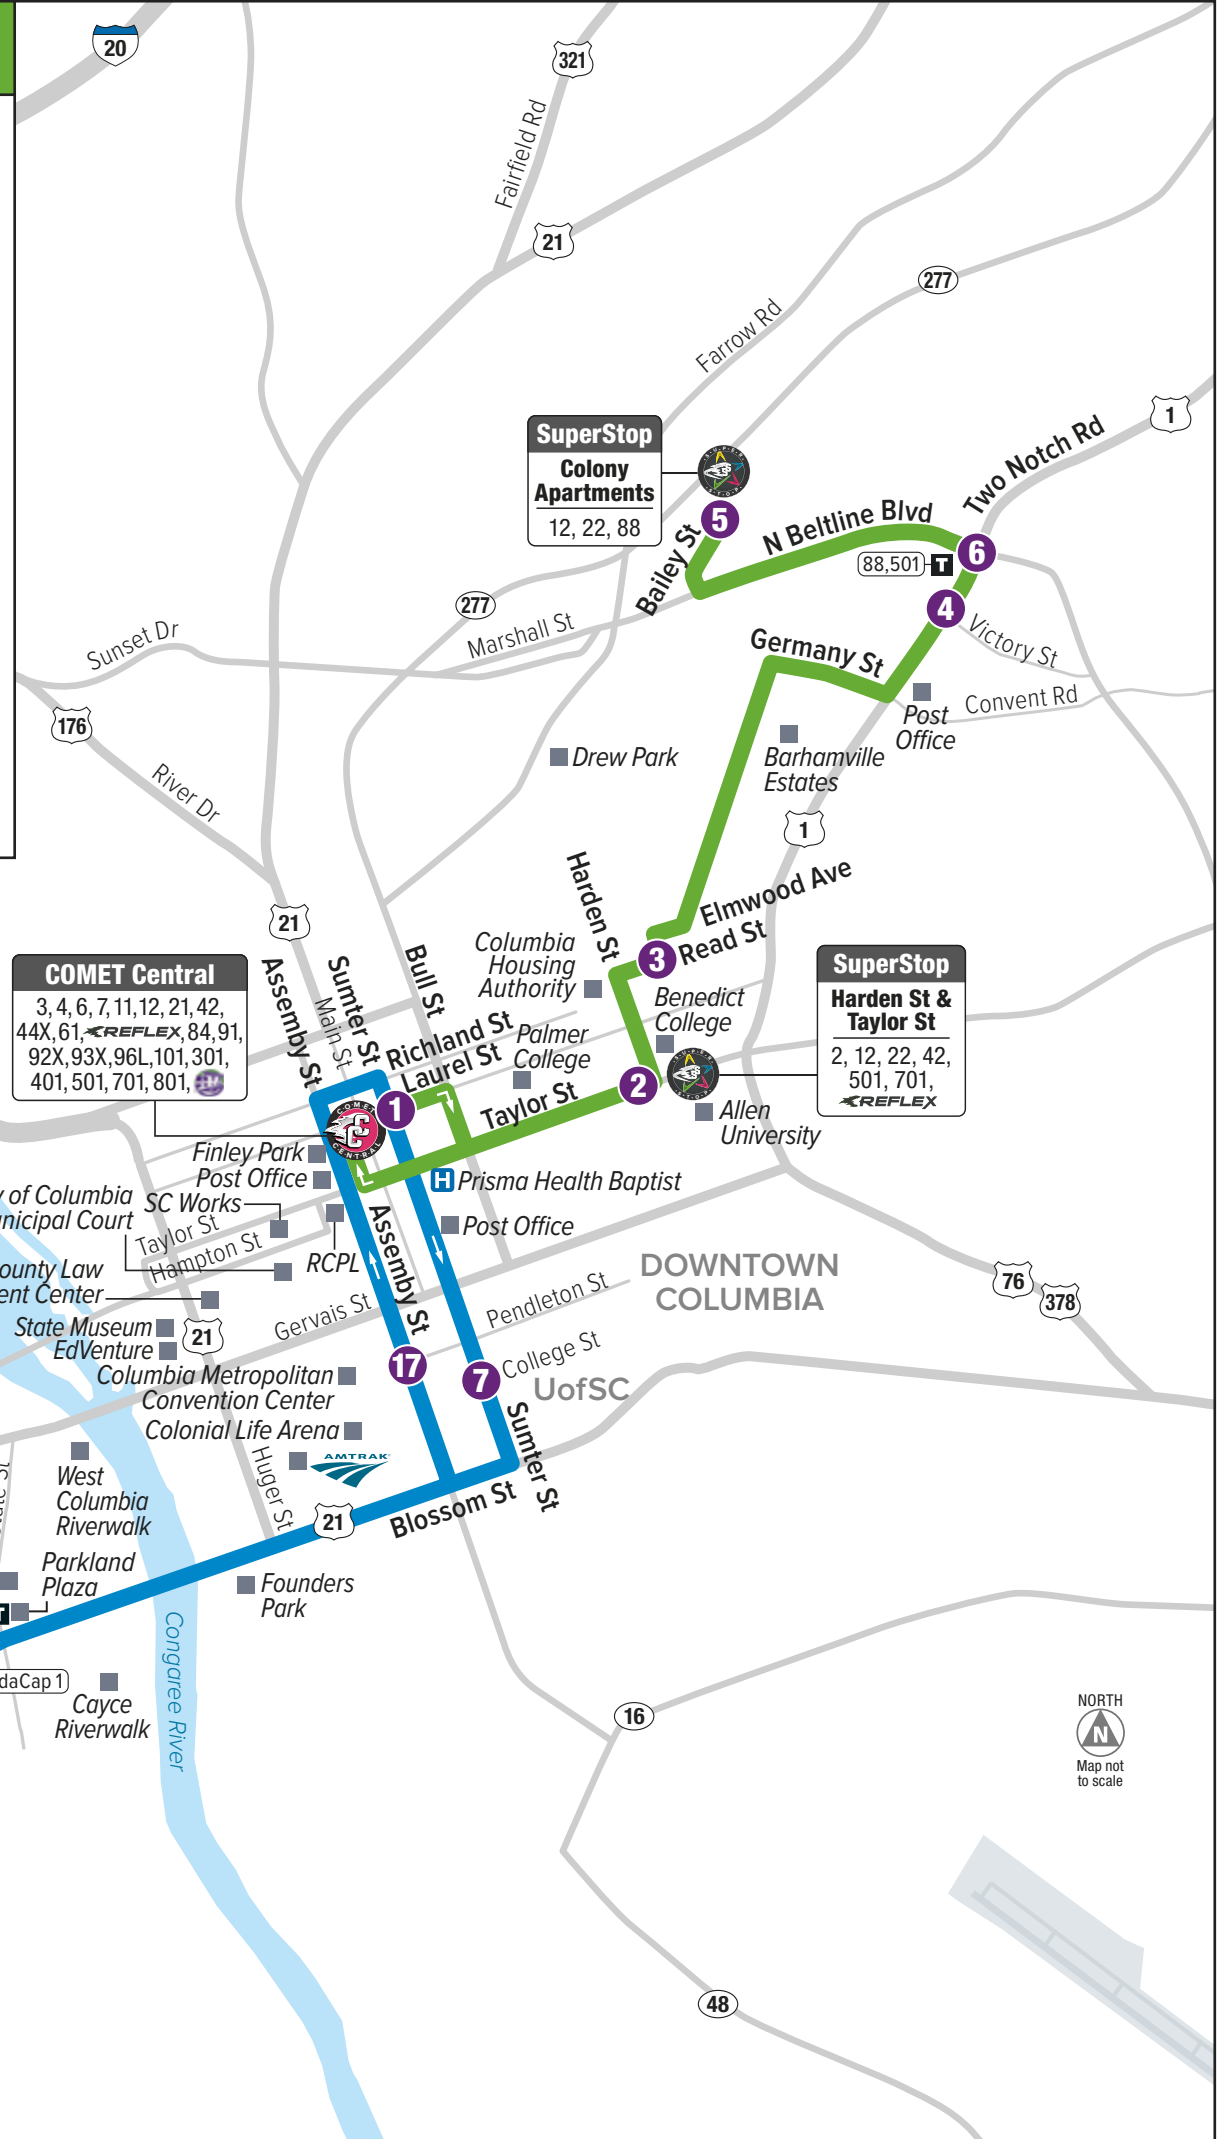 20
321
Fairfield Rd
21
277
Farrow Rd
1
Two Notch Rd
SuperStop
Colony
Apartments
12, 22, 88
SUPER
STOP
5
N Beltline Blvd
88,501
T
6
Bailey St
4
277
Marshall St
Victory St
Sunset Dr
Germany St
Convent Rd
176
Post
Office
Drew Park
Barhamville
Estates
River Dr
1
Harden St
Elmwood Ave
21
Read St
3
Columbia
Housing
Authority
Bull St
Sumter St
Assemby St
Main St
COMET Central
3, 4, 6, 7, 11, 12, 21, 42,
44X, 61, REFLEX, 84, 91,
92X, 93X, 96L, 101, 301,
401, 501, 701, 801,
SuperStop
Harden St &
Taylor St
2, 12, 22, 42,
501, 701,
REFLEX
Benedict
College
Richland St
Laurel St
Palmer
College
SUPER
STOP
2
Taylor St
1
COMET
CENTRAL
Allen
University
Finley Park
Post Office
H Prisma Health Baptist
y of Columbia
nicipal Court
SC Works
Taylor St
Hampton St
RCPL
Assemby St
Post Office
ounty Law
ent Center
DOWNTOWN
COLUMBIA
76
378
State Museum
EdVenture
21
Gervais St
Pendleton St
College St
17
7
UofSC
Columbia Metropolitan
Convention Center
Colonial Life Arena
AMTRAK
Huger St
Sumter St
Blossom St
21
West
Columbia
Riverwalk
Parkland
Plaza
Founders
Park
Congaree River
daCap 1
Cayce
Riverwalk
16
NORTH
N
Map not
to scale
48